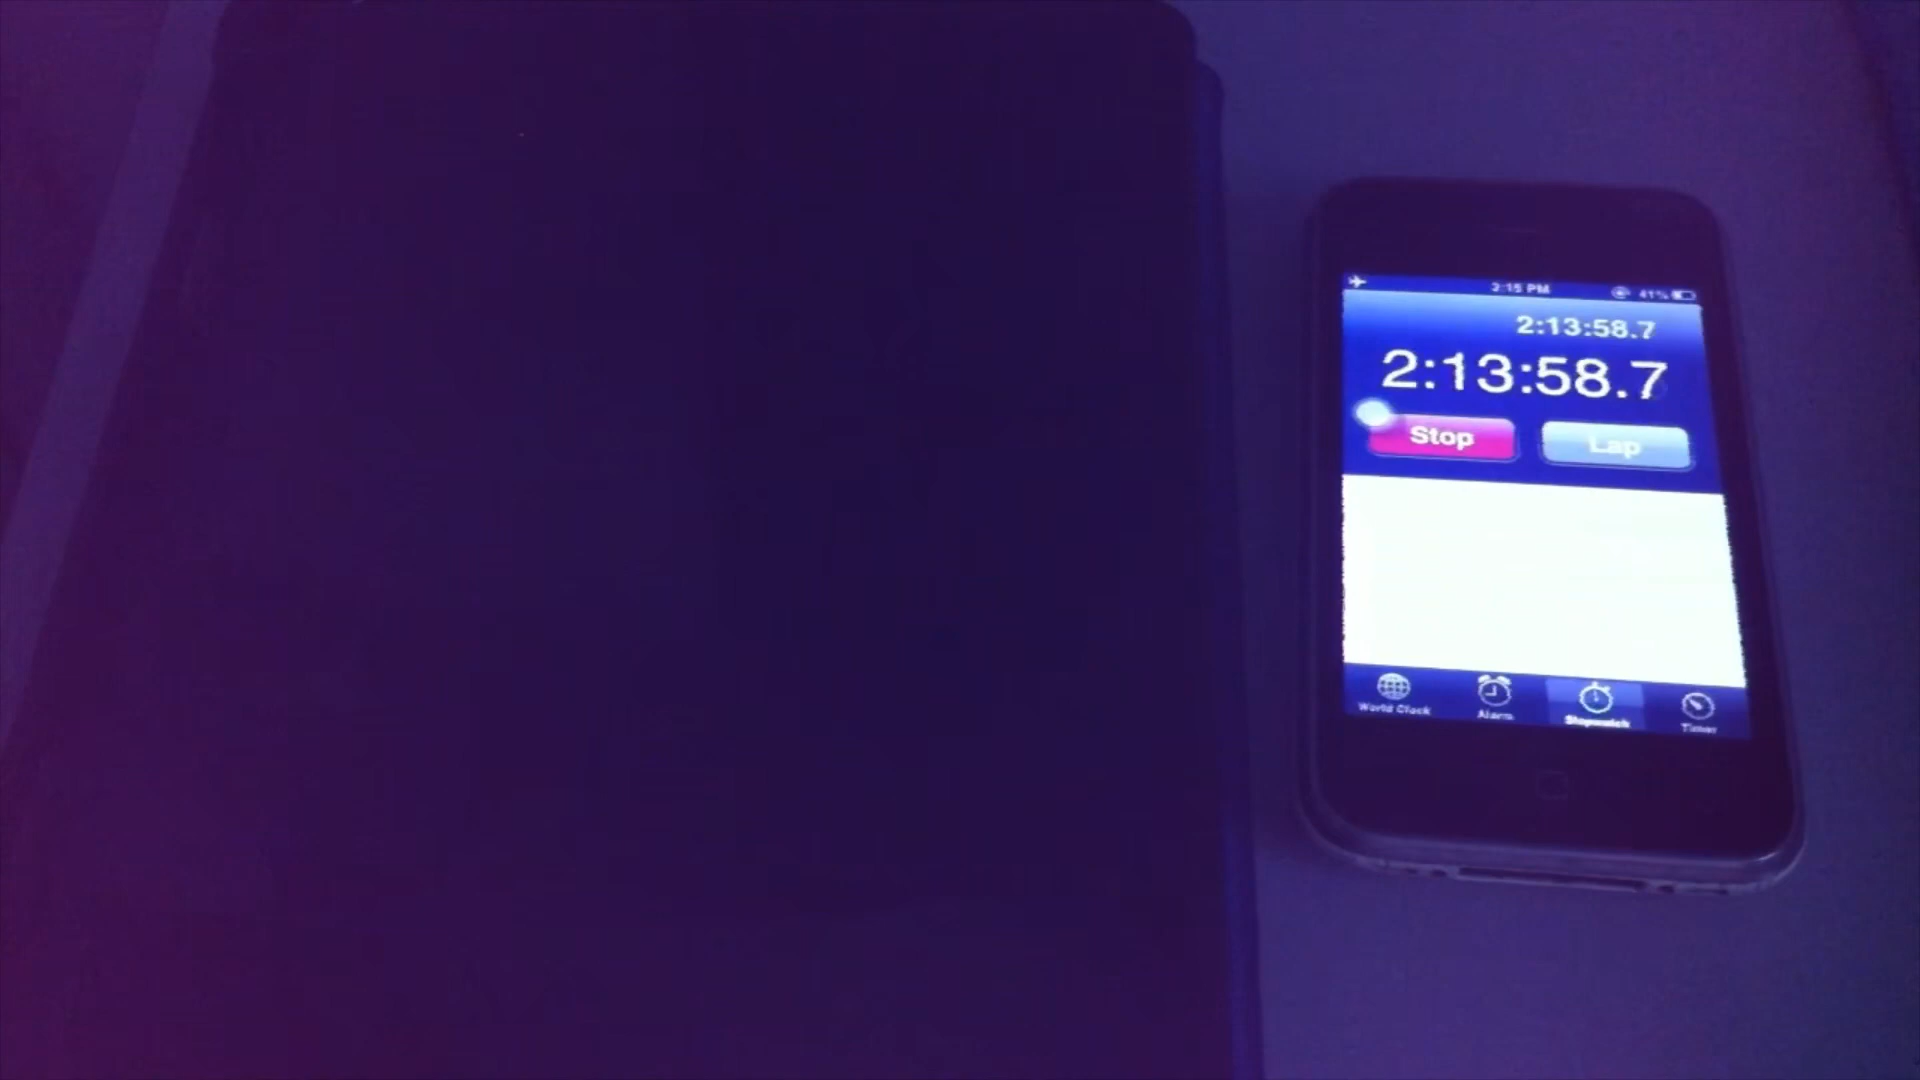 2:15 PM 41%
2:13:58.7
2:13:58.7
Stop Lap
World Clock Alarm Stopwatch Timer